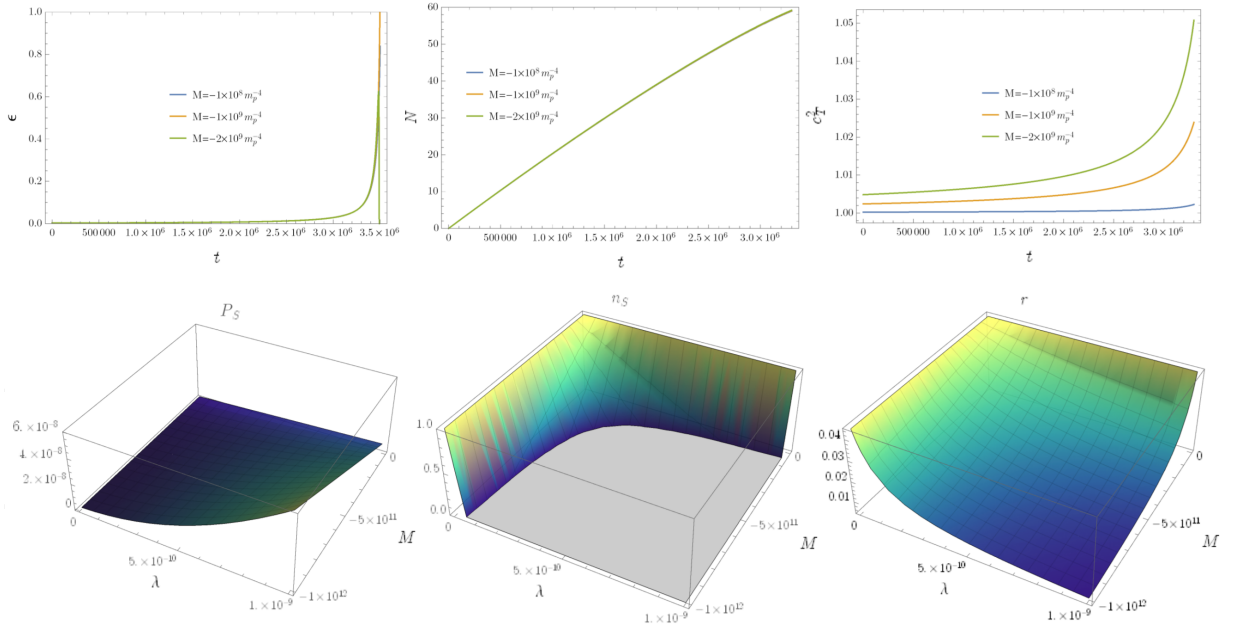 1.0
0.8
0.6
0.4
0.2
0.0
ϵ
M=-1×10⁸ m_p⁻⁴
M=-1×10⁹ m_p⁻⁴
M=-2×10⁹ m_p⁻⁴
0 500 000 1.×10⁶ 1.5×10⁶ 2.×10⁶ 2.5×10⁶ 3.×10⁶ 3.5×10⁶
t
60
50
40
30
20
10
0
N
M=-1×10⁸ m_p⁻⁴
M=-1×10⁹ m_p⁻⁴
M=-2×10⁹ m_p⁻⁴
0 500 000 1.0×10⁶ 1.5×10⁶ 2.0×10⁶ 2.5×10⁶ 3.0×10⁶
t
1.05
1.04
1.03
1.02
1.01
1.00
c_T²
M=-1×10⁸ m_p⁻⁴
M=-1×10⁹ m_p⁻⁴
M=-2×10⁹ m_p⁻⁴
0 500 000 1.0×10⁶ 1.5×10⁶ 2.0×10⁶ 2.5×10⁶ 3.0×10⁶
t
P_S
6.×10⁻⁸
4.×10⁻⁸
2.×10⁻⁸
0
0
5.×10⁻¹⁰
1.×10⁻⁹
λ
0
-5×10¹¹
-1×10¹²
M
n_S
1.0
0.5
0.0
0
5.×10⁻¹⁰
1.×10⁻⁹
λ
0
-5×10¹¹
-1×10¹²
M
r
0.04
0.03
0.02
0.01
0
5.×10⁻¹⁰
1.×10⁻⁹
λ
0
-5×10¹¹
-1×10¹²
M